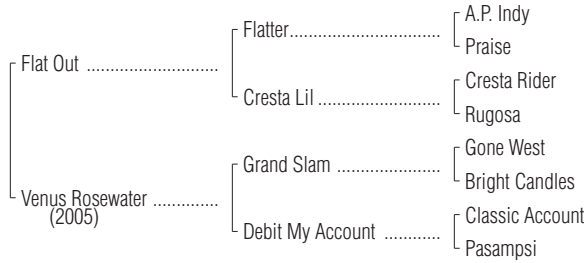 A.P. Indy
Flatter
Praise
Flat Out
Cresta Rider
Cresta Lil
Rugosa
Gone West
Grand Slam
Bright Candles
Venus Rosewater
(2005)
Classic Account
Debit My Account
Pasampsi